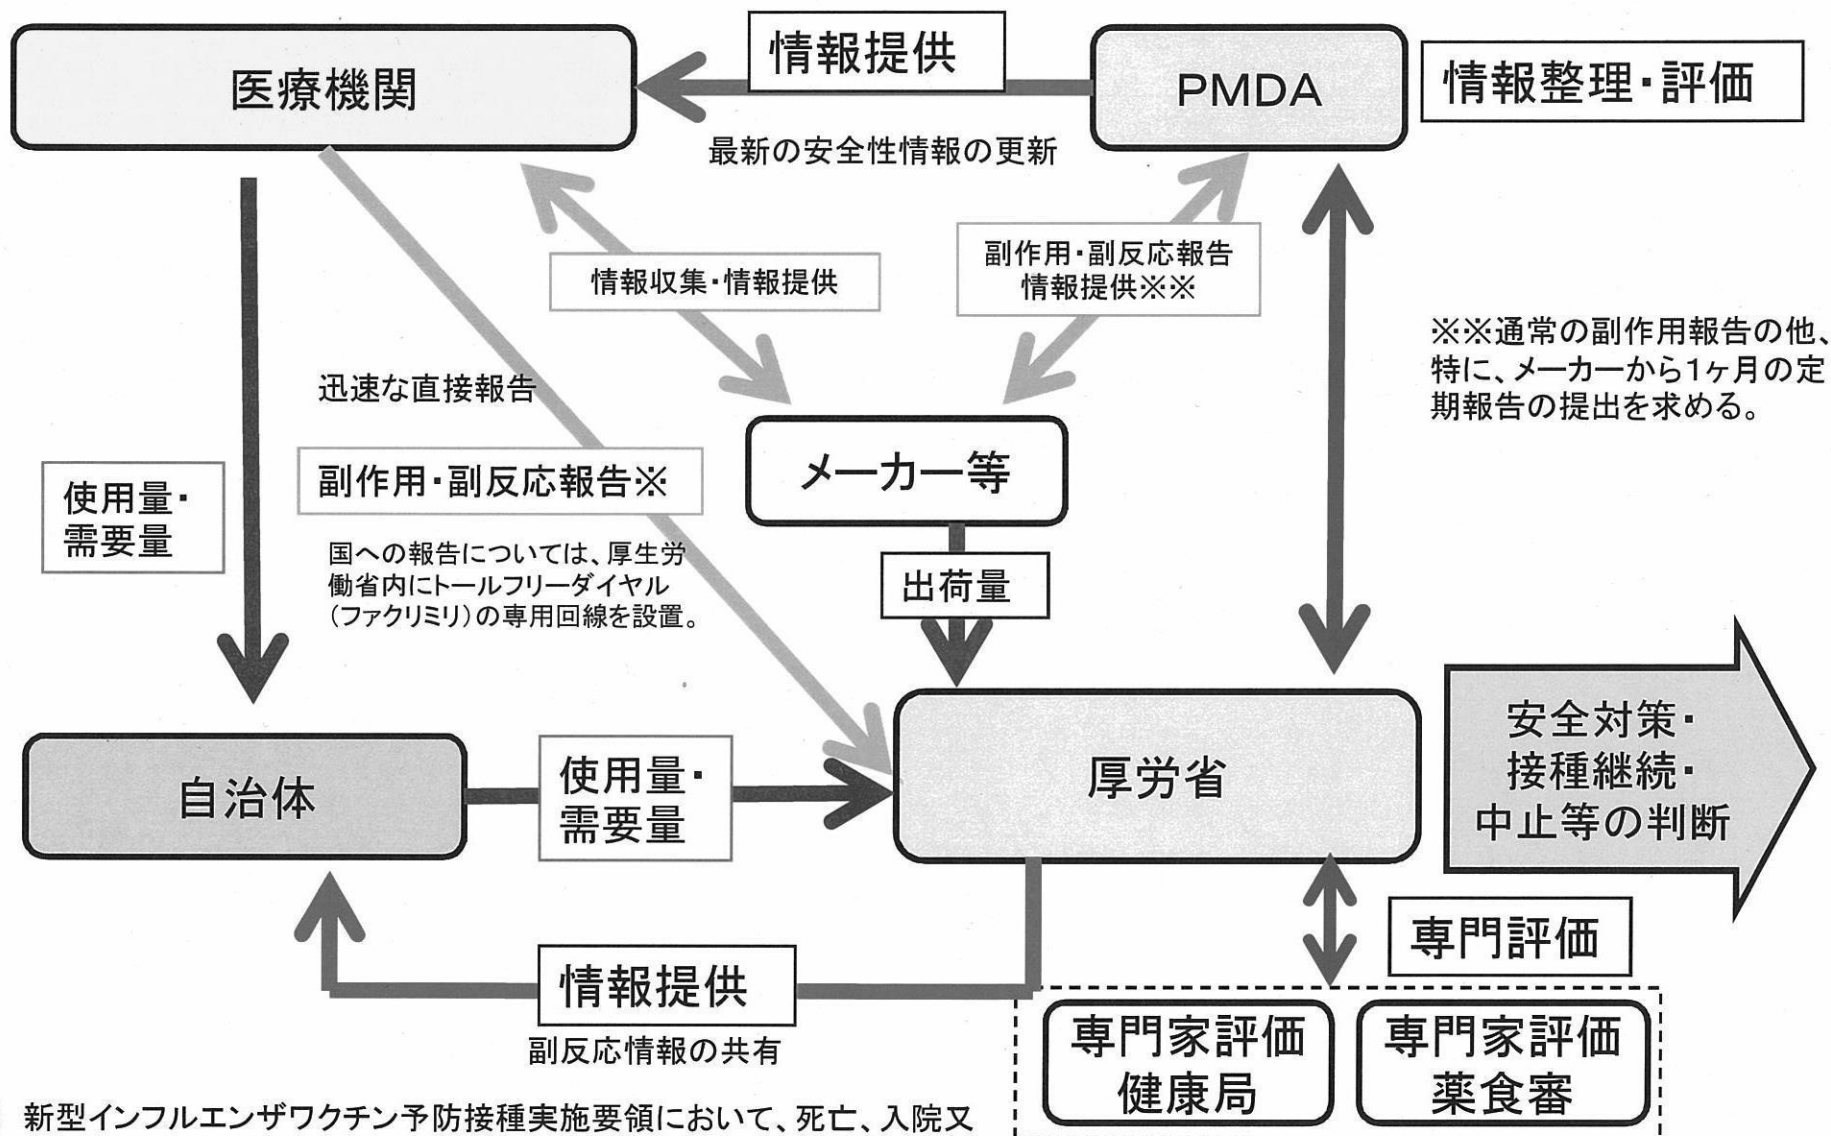 医療機関
情報提供
PMDA
情報整理・評価
最新の安全性情報の更新
情報収集・情報提供
副作用・副反応報告
情報提供※※
※※通常の副作用報告の他、
特に、メーカーから1ヶ月の定
期報告の提出を求める。
迅速な直接報告
副作用・副反応報告※
国への報告については、厚生労
働省内にトールフリーダイヤル
（ファクリミリ）の専用回線を設置。
メーカー等
出荷量
使用量・
需要量
自治体
使用量・
需要量
厚労省
安全対策・
接種継続・
中止等の判断
専門評価
情報提供
副反応情報の共有
専門家評価
健康局
専門家評価
薬食審
新型インフルエンザワクチン予防接種実施要領において、死亡、入院又